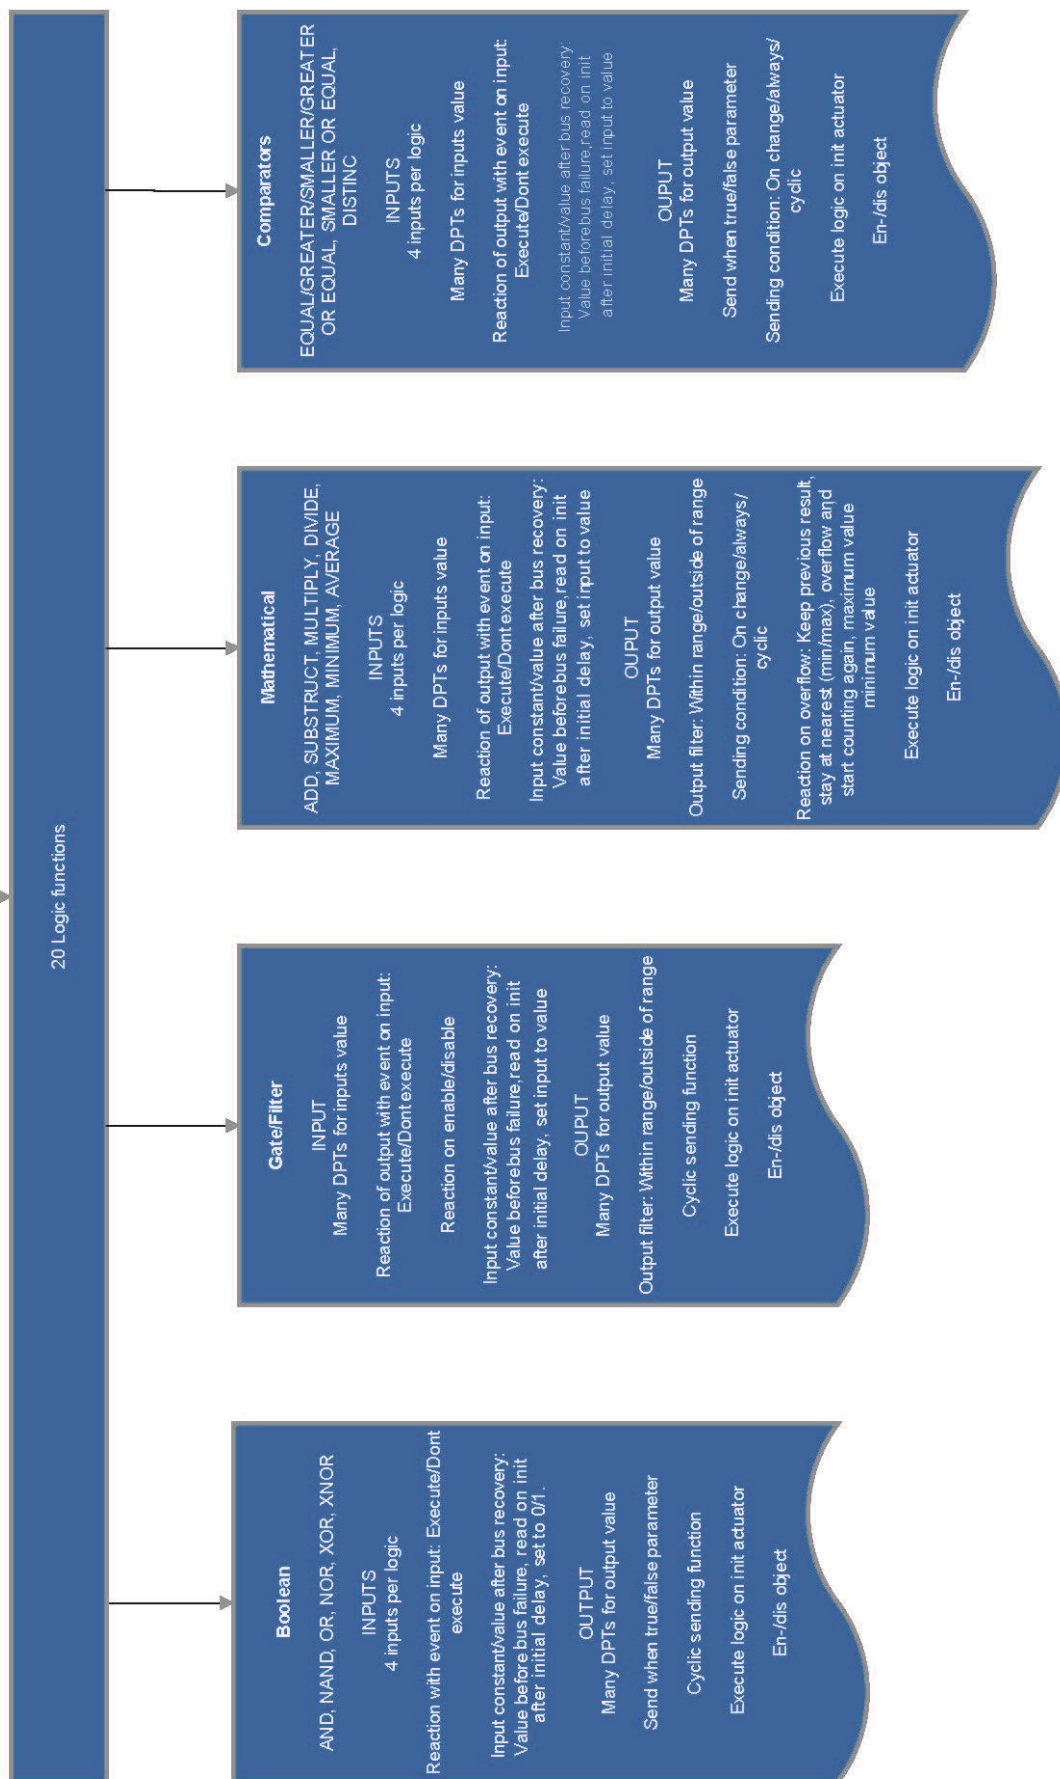 20 Logic functions
Boolean
AND, NAND, OR, NOR, XOR, XNOR
INPUTS
4 inputs per logic
Reaction with event on input: Execute/Dont
execute
Input constant/value after bus recovery:
Value before bus failure, read on init
after initial delay, set to 0/1.
OUTPUT
Many DPTs for output value
Send when true/false parameter
Cyclic sending function
Execute logic on init actuator
En-/dis object
Gate/Filter
INPUT
Many DPTs for inputs value
Reaction of output with event on input:
Execute/Dont execute
Reaction on enable/disable
Input constant/value after bus recovery:
Value before bus failure,read on init
after initial delay, set input to value
OUPUT
Many DPTs for output value
Output filter: Within range/outside of range
Cyclic sending function
Execute logic on init actuator
En-/dis object
Mathematical
ADD, SUBSTRUCT, MULTIPLY, DIVIDE,
MAXIMUM, MINIMUM, AVERAGE
INPUTS
4 inputs per logic
Many DPTs for inputs value
Reaction of output with event on input:
Execute/Dont execute
Input constant/value after bus recovery:
Value before bus failure,read on init
after initial delay, set input to value
OUPUT
Many DPTs for output value
Output filter: Within range/outside of range
Sending condition: On change/always/
cyclic
Reaction on overflow: Keep previous result,
stay at nearest (min/max), overflow and
start counting again, maximum value
minimum value
Execute logic on init actuator
En-/dis object
Comparators
EQUAL/GREATER/SMALLER/GREATER
OR EQUAL, SMALLER OR EQUAL,
DISTINC
INPUTS
4 inputs per logic
Many DPTs for inputs value
Reaction of output with event on input:
Execute/Dont execute
Input constant/value after bus recovery:
Value before bus failure,read on init
after initial delay, set input to value
OUPUT
Many DPTs for output value
Send when true/false parameter
Sending condition: On change/always/
cyclic
Execute logic on init actuator
En-/dis object